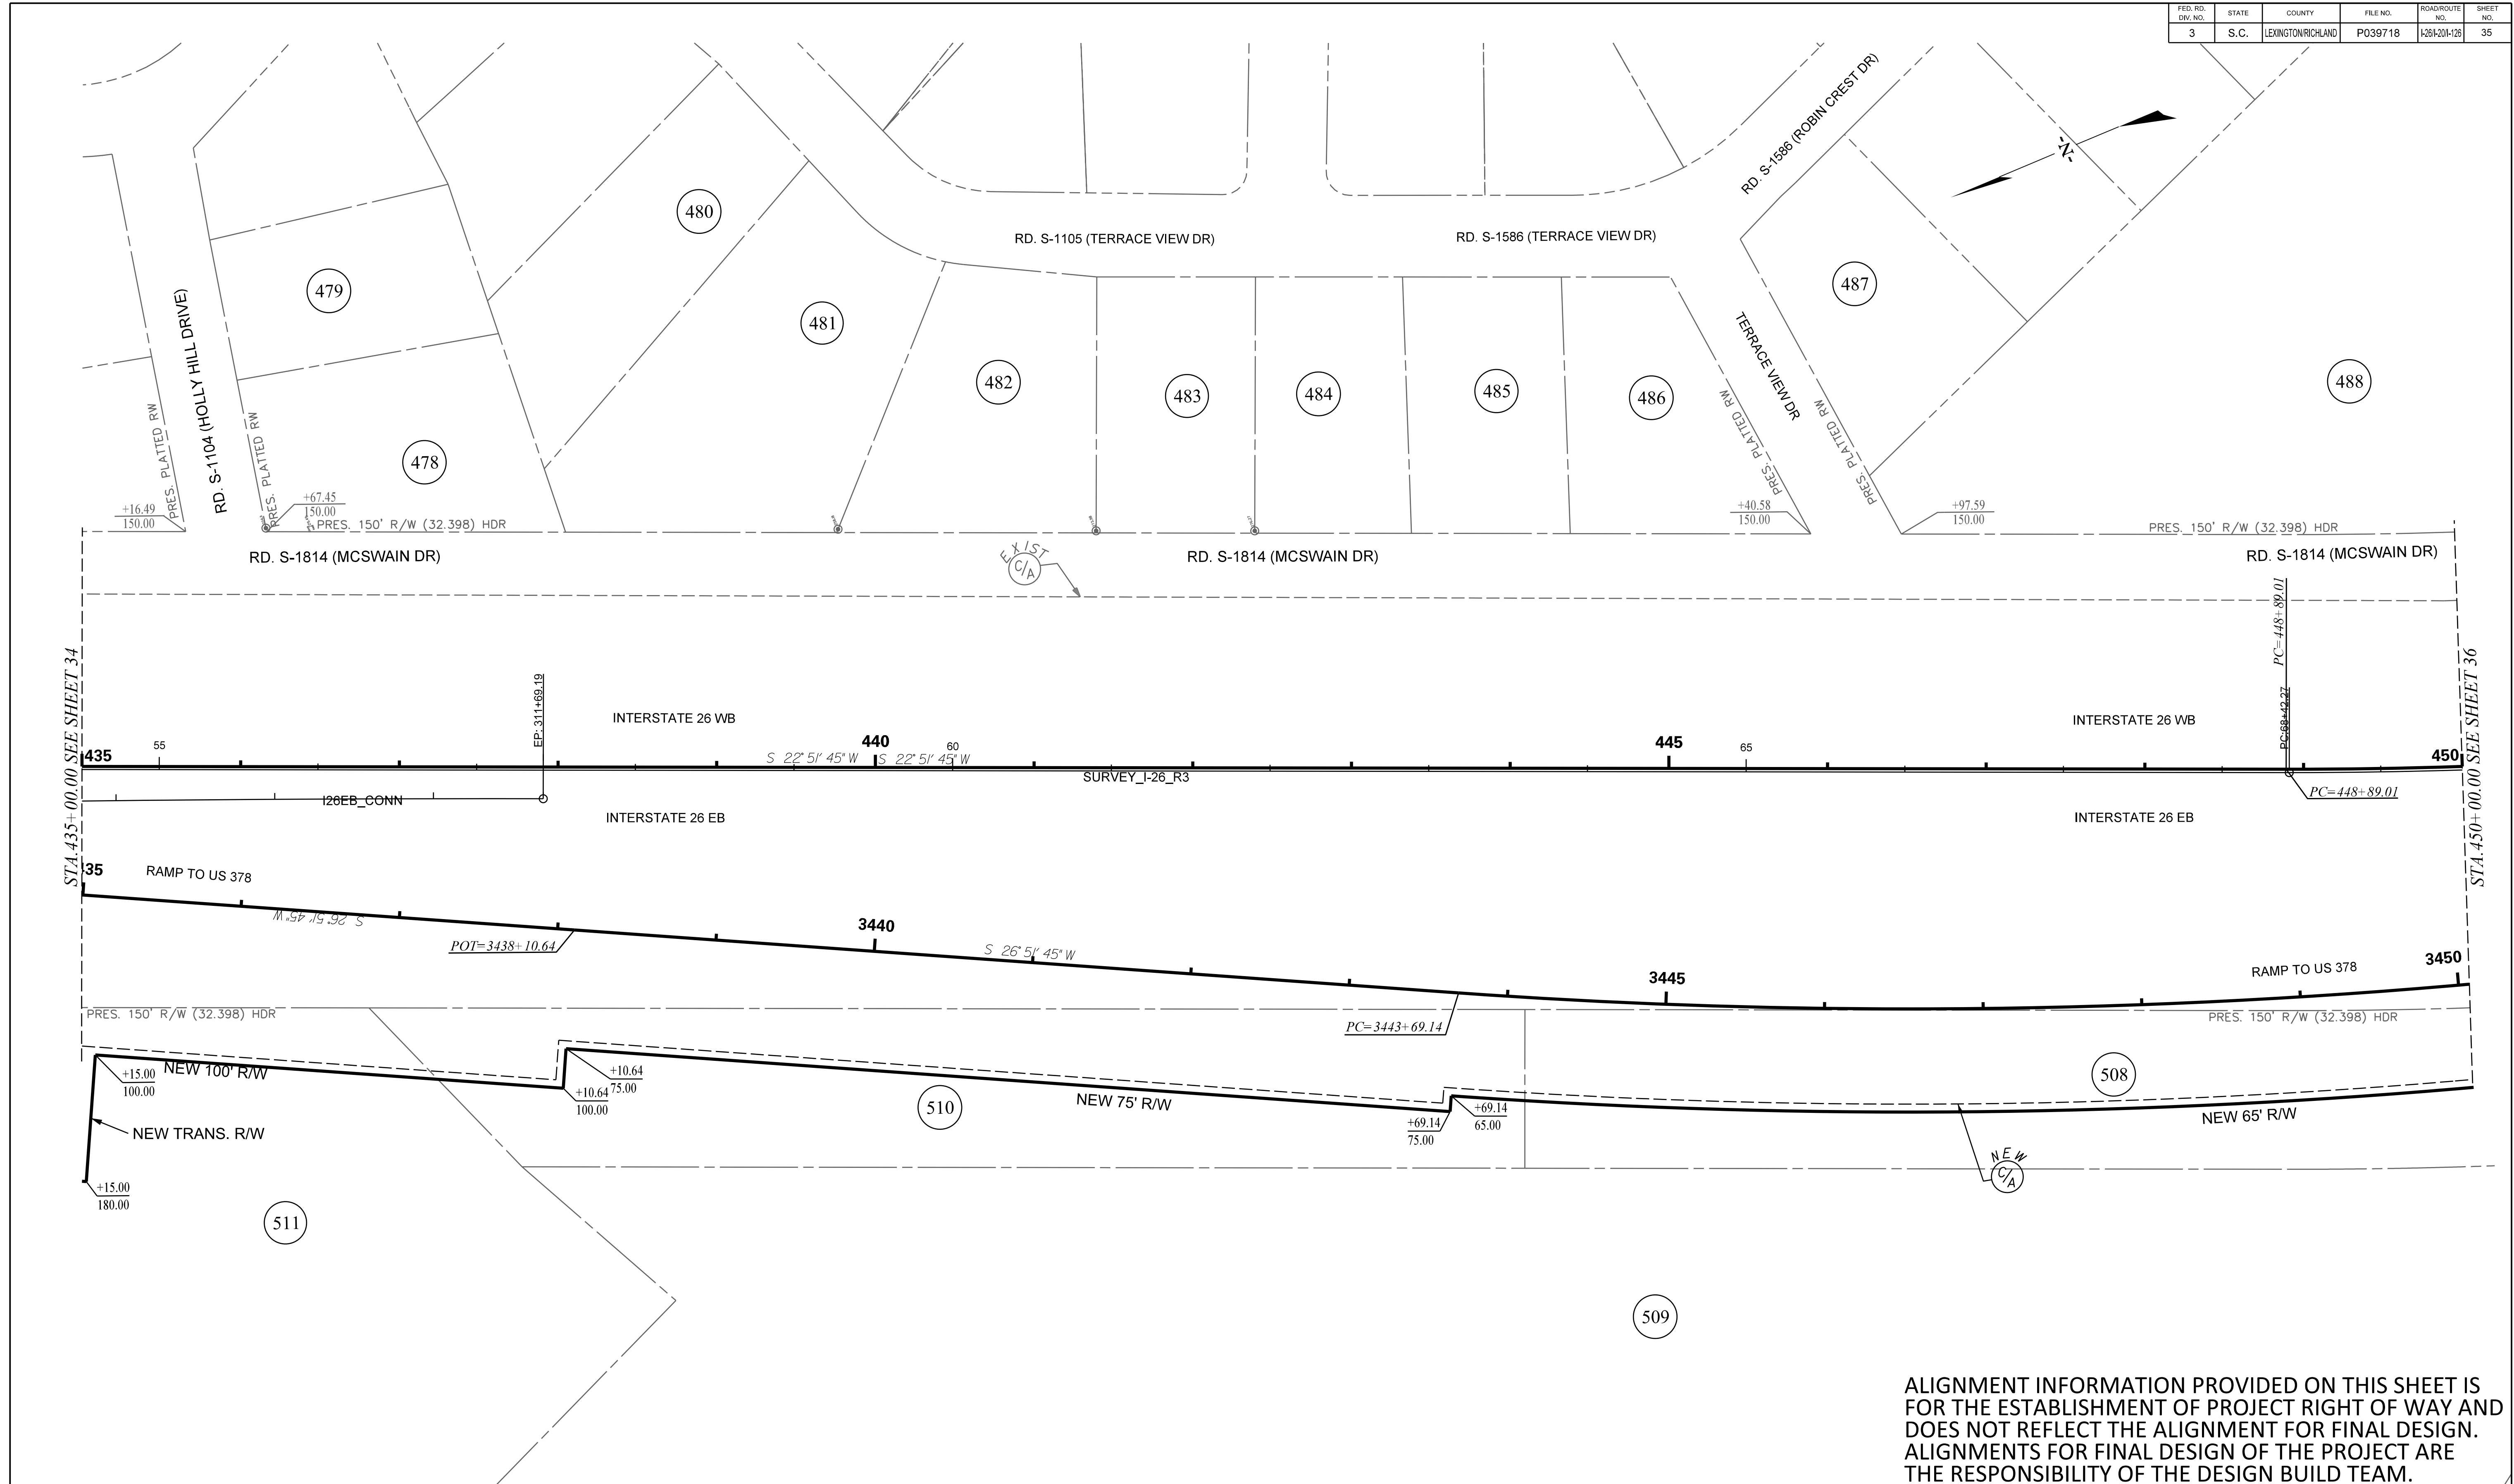 FED. RD. DIV. NO.
STATE
COUNTY
FILE NO.
ROAD/ROUTE NO.
SHEET NO.
3
S.C.
LEXINGTON/RICHLAND
P039718
I-26/I-20/I-126
35
-N-
RD. S-1586 (ROBIN CREST DR)
480
RD. S-1105 (TERRACE VIEW DR)
RD. S-1586 (TERRACE VIEW DR)
479
481
487
RD. S-1104 (HOLLY HILL DRIVE)
TERRACE VIEW DR
482
483
484
485
486
488
478
PRES. PLATTED RW
PRES. PLATTED RW
PRES. PLATTED RW
PRES. PLATTED RW
+16.49
150.00
+67.45
150.00
+40.58
150.00
+97.59
150.00
PRES. 150' R/W (32.398) HDR
PRES. 150' R/W (32.398) HDR
RD. S-1814 (MCSWAIN DR)
RD. S-1814 (MCSWAIN DR)
RD. S-1814 (MCSWAIN DR)
EXIST
C/A
PC=448+89.01
PC:68+42.27
EP: 311+69.19
STA.435+00.00 SEE SHEET 34
STA.450+00.00 SEE SHEET 36
INTERSTATE 26 WB
INTERSTATE 26 WB
435
55
440
60
445
65
450
S 22° 51' 45" W
S 22° 51' 45" W
SURVEY_I-26_R3
I26EB_CONN
PC=448+89.01
INTERSTATE 26 EB
INTERSTATE 26 EB
35
RAMP TO US 378
S 26° 51' 45" W
POT=3438+10.64
3440
S 26° 51' 45" W
3445
RAMP TO US 378
3450
PRES. 150' R/W (32.398) HDR
PC=3443+69.14
PRES. 150' R/W (32.398) HDR
+15.00
100.00
NEW 100' R/W
+10.64
75.00
+10.64
100.00
510
NEW 75' R/W
+69.14
75.00
+69.14
65.00
508
NEW 65' R/W
NEW TRANS. R/W
NEW
C/A
+15.00
180.00
511
509
ALIGNMENT INFORMATION PROVIDED ON THIS SHEET IS
FOR THE ESTABLISHMENT OF PROJECT RIGHT OF WAY AND
DOES NOT REFLECT THE ALIGNMENT FOR FINAL DESIGN.
ALIGNMENTS FOR FINAL DESIGN OF THE PROJECT ARE
THE RESPONSIBILITY OF THE DESIGN BUILD TEAM.